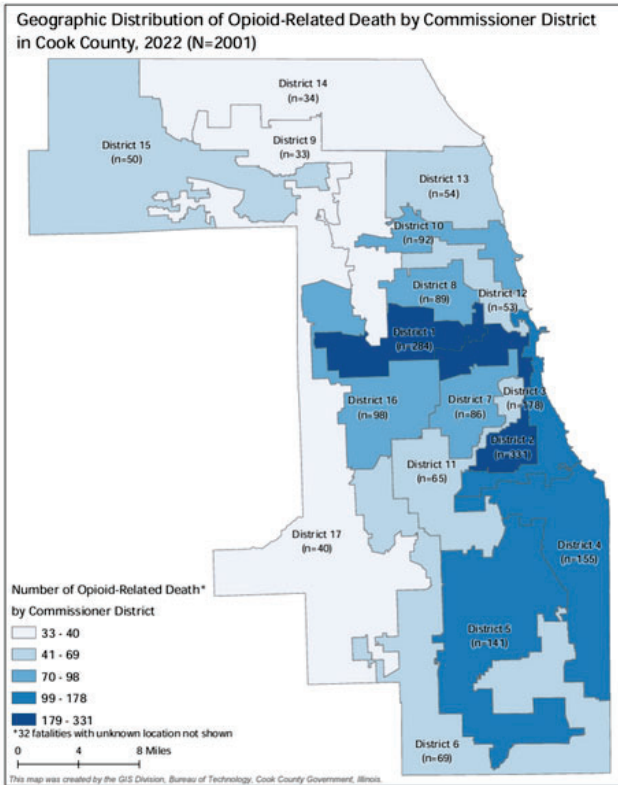 Geographic Distribution of Opioid-Related Death by Commissioner District
in Cook County, 2022 (N=2001)
District 14
(n=34)
District 9
(n=33)
District 15
(n=50)
District 13
(n=54)
District 10
(n=92)
District 8
(n=89)
District 12
(n=53)
District 1
(n=284)
District 3
(n=178)
District 16
(n=98)
District 7
(n=86)
District 2
(n=331)
District 11
(n=65)
District 17
(n=40)
District 4
(n=155)
District 5
(n=141)
District 6
(n=69)
Number of Opioid-Related Death*
by Commissioner District
33 - 40
41 - 69
70 - 98
99 - 178
179 - 331
*32 fatalities with unknown location not shown
0 4 8 Miles
This map was created by the GIS Division, Bureau of Technology, Cook County Government, Illinois.